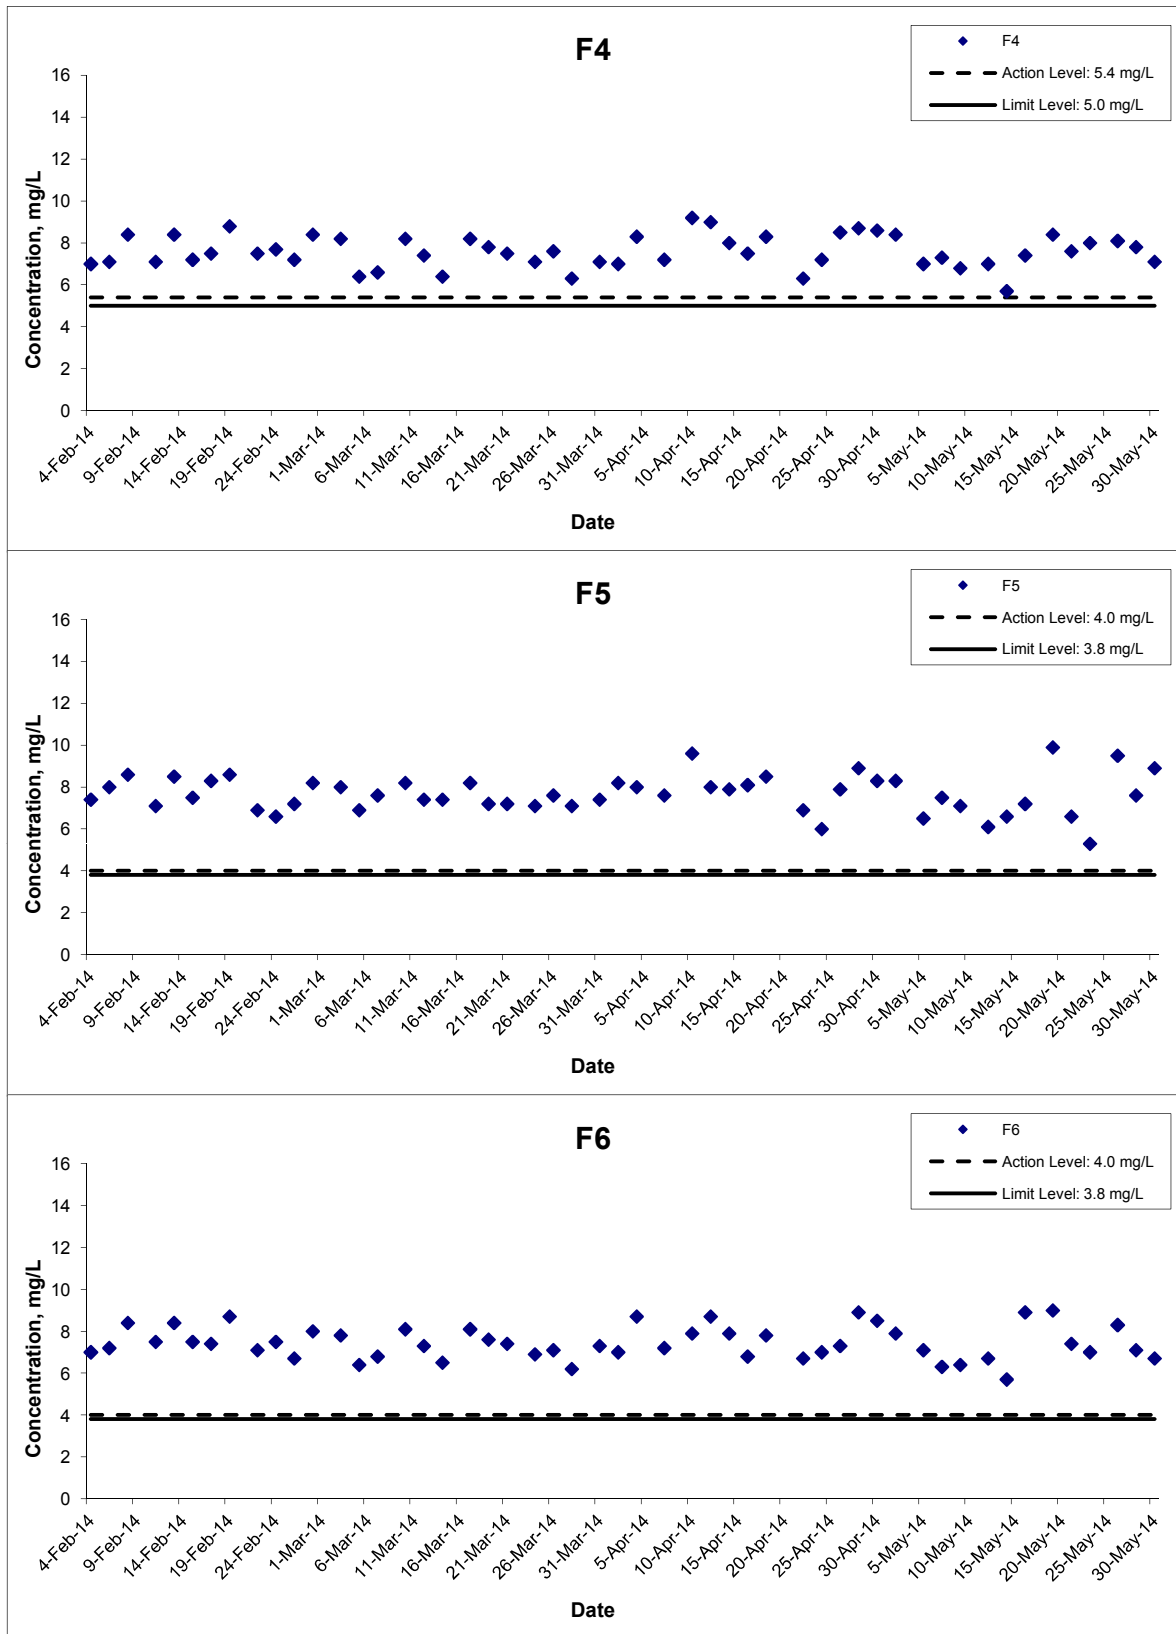 F4
F4
Action Level: 5.4 mg/L
Limit Level: 5.0 mg/L
Concentration, mg/L
16
14
12
10
8
6
4
2
0
4-Feb-14
9-Feb-14
14-Feb-14
19-Feb-14
24-Feb-14
1-Mar-14
6-Mar-14
11-Mar-14
16-Mar-14
21-Mar-14
26-Mar-14
31-Mar-14
5-Apr-14
10-Apr-14
15-Apr-14
20-Apr-14
25-Apr-14
30-Apr-14
5-May-14
10-May-14
15-May-14
20-May-14
25-May-14
30-May-14
Date
F5
F5
Action Level: 4.0 mg/L
Limit Level: 3.8 mg/L
Concentration, mg/L
16
14
12
10
8
6
4
2
0
4-Feb-14
9-Feb-14
14-Feb-14
19-Feb-14
24-Feb-14
1-Mar-14
6-Mar-14
11-Mar-14
16-Mar-14
21-Mar-14
26-Mar-14
31-Mar-14
5-Apr-14
10-Apr-14
15-Apr-14
20-Apr-14
25-Apr-14
30-Apr-14
5-May-14
10-May-14
15-May-14
20-May-14
25-May-14
30-May-14
Date
F6
F6
Action Level: 4.0 mg/L
Limit Level: 3.8 mg/L
Concentration, mg/L
16
14
12
10
8
6
4
2
0
4-Feb-14
9-Feb-14
14-Feb-14
19-Feb-14
24-Feb-14
1-Mar-14
6-Mar-14
11-Mar-14
16-Mar-14
21-Mar-14
26-Mar-14
31-Mar-14
5-Apr-14
10-Apr-14
15-Apr-14
20-Apr-14
25-Apr-14
30-Apr-14
5-May-14
10-May-14
15-May-14
20-May-14
25-May-14
30-May-14
Date